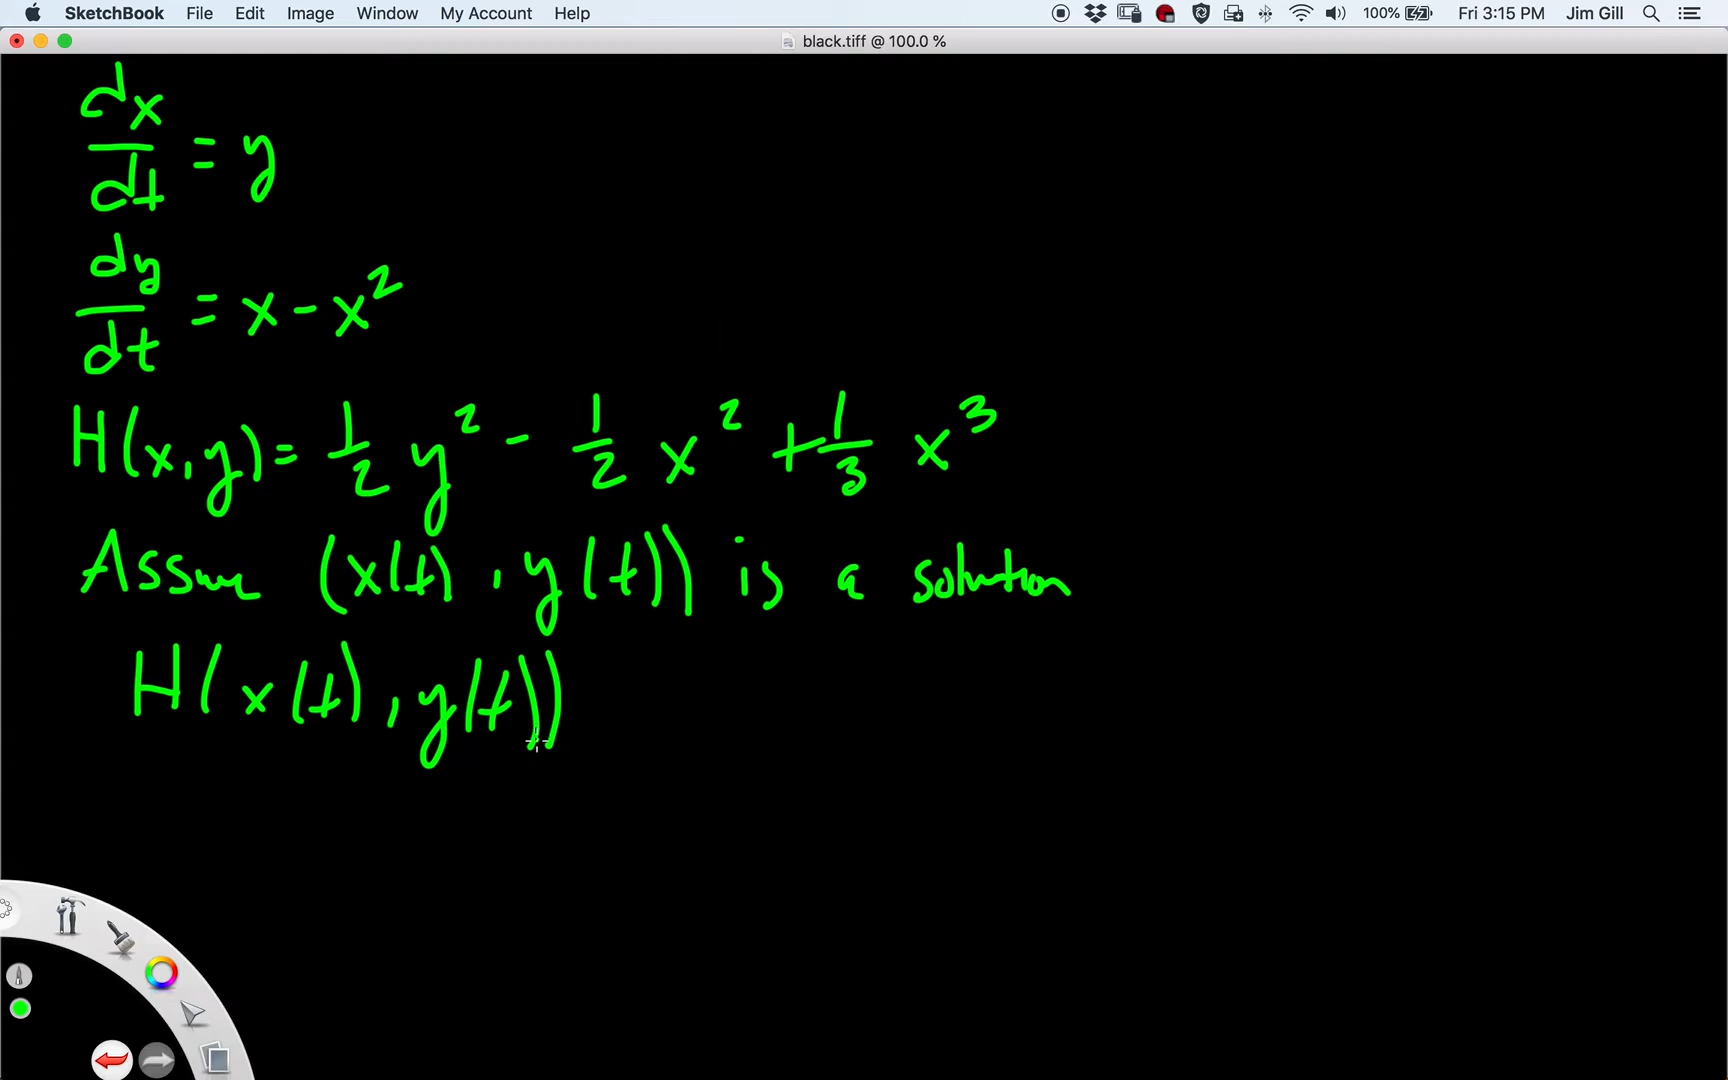 SketchBook File Edit Image Window My Account Help 100% Fri 3:15 PM Jim Gill
black.tiff @ 100.0 %
dx/dt = y
dy/dt = x - x²
H(x,y) = 1/2 y² - 1/2 x² + 1/3 x³
Assume (x(t), y(t)) is a solution
H(x(t), y(t))